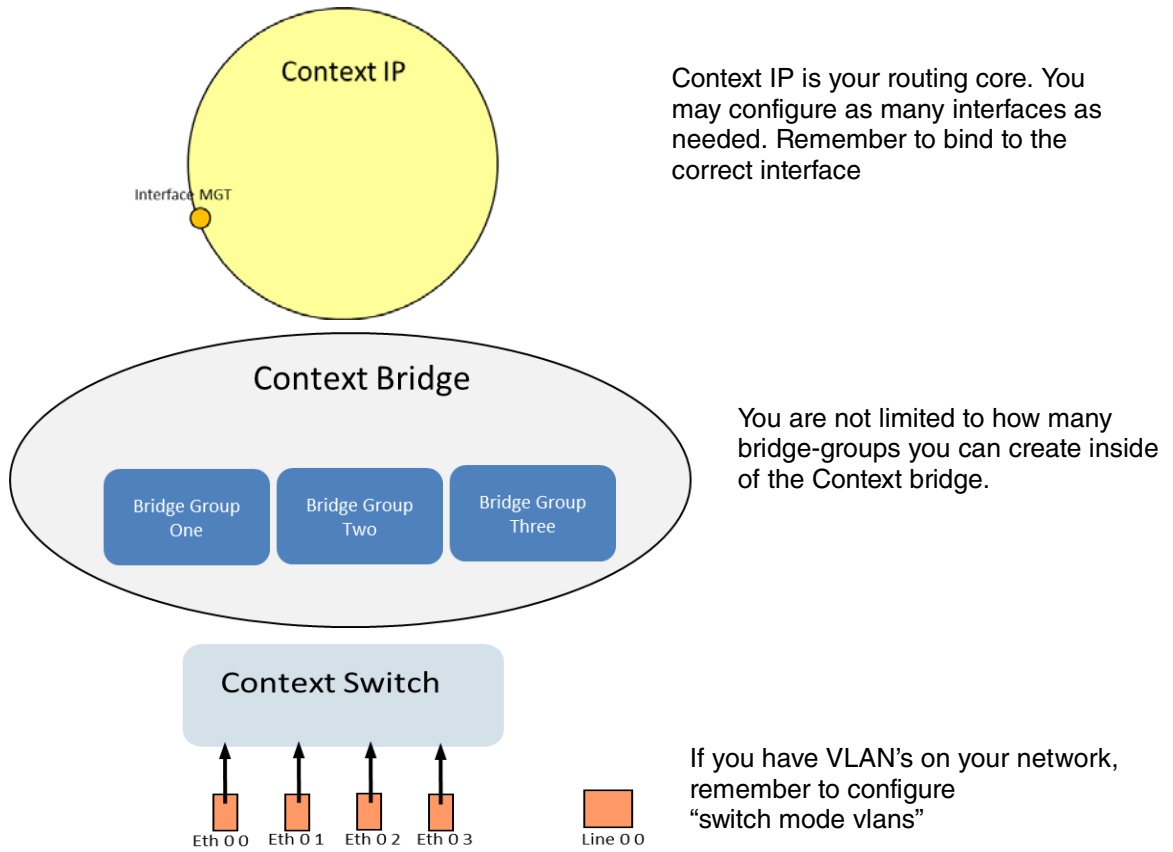 Context IP
Context IP is your routing core. You
may configure as many interfaces as
needed. Remember to bind to the
correct interface
Interface MGT
Context Bridge
You are not limited to how many
bridge-groups you can create inside
of the Context bridge.
Bridge Group
One
Bridge Group
Two
Bridge Group
Three
Context Switch
If you have VLAN's on your network,
remember to configure
“switch mode vlans”
Eth 0 0
Eth 0 1
Eth 0 2
Eth 0 3
Line 0 0